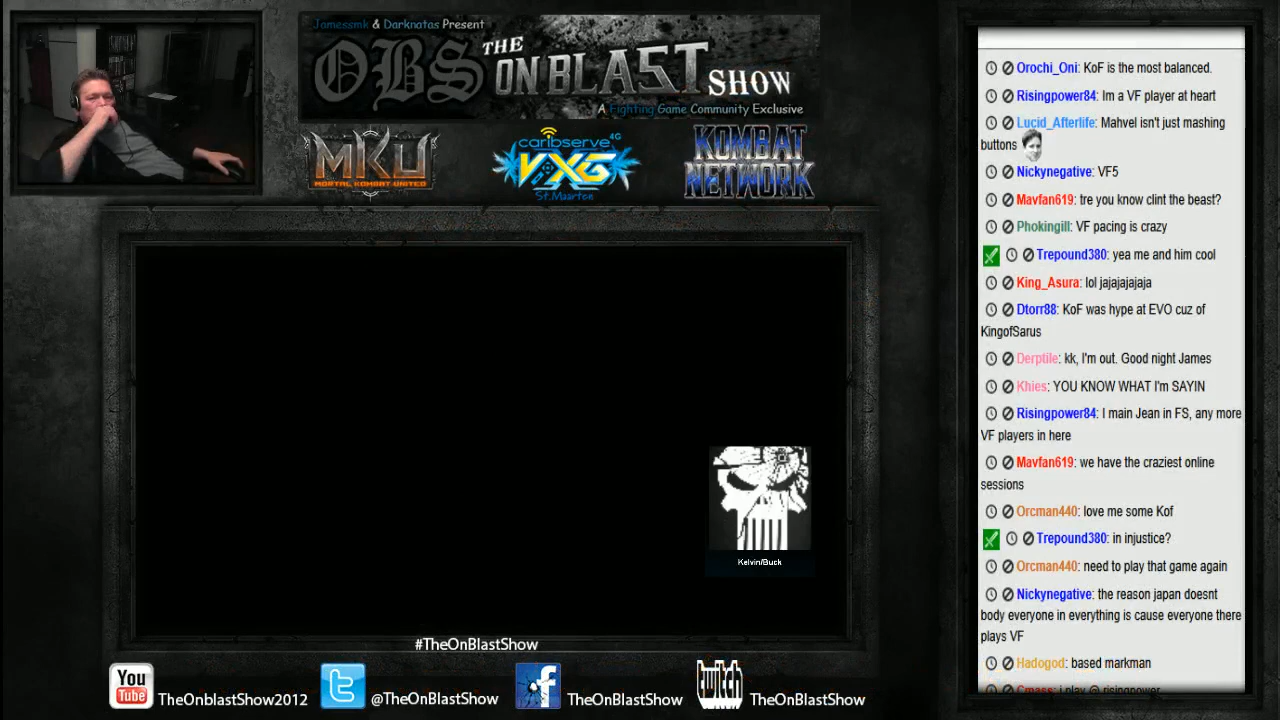 Jamessmk & Darknatas Present
OBS THE ON BLAST SHOW
A Fighting Game Community Exclusive
MKU
MORTAL KOMBAT UNITED
caribserve 4G
VXG
St.Maarten
KOMBAT
NETWORK
Kelvin/Buck
#TheOnBlastShow
You
Tube
TheOnblastShow2012
@TheOnBlastShow
TheOnBlastShow
twitch
TheOnBlastShow
Orochi_Oni: KoF is the most balanced.
Risingpower84: Im a VF player at heart
Lucid_Afterlife: Mahvel isn't just mashing
buttons
Nickynegative: VF5
Mavfan619: tre you know clint the beast?
Phokingill: VF pacing is crazy
Trepound380: yea me and him cool
King_Asura: lol jajajajajaja
Dtorr88: KoF was hype at EVO cuz of
KingofSarus
Derptile: kk, I'm out. Good night James
Khies: YOU KNOW WHAT I'm SAYIN
Risingpower84: I main Jean in FS, any more
VF players in here
Mavfan619: we have the craziest online
sessions
Orcman440: love me some Kof
Trepound380: in injustice?
Orcman440: need to play that game again
Nickynegative: the reason japan doesnt
body everyone in everything is cause everyone there
plays VF
Hadogod: based markman
Cmass: i play @ risingpower